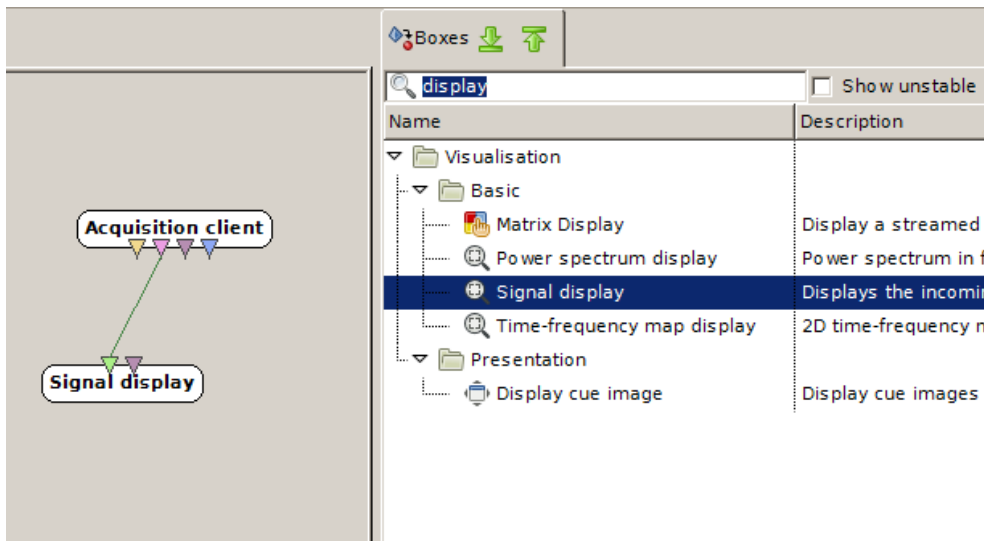 Boxes
display
Show unstable
Name Description
Visualisation
Basic
Matrix Display Display a streamed
Power spectrum display Power spectrum in f
Signal display Displays the incomin
Time-frequency map display 2D time-frequency
Presentation
Display cue image Display cue images
Acquisition client
Signal display